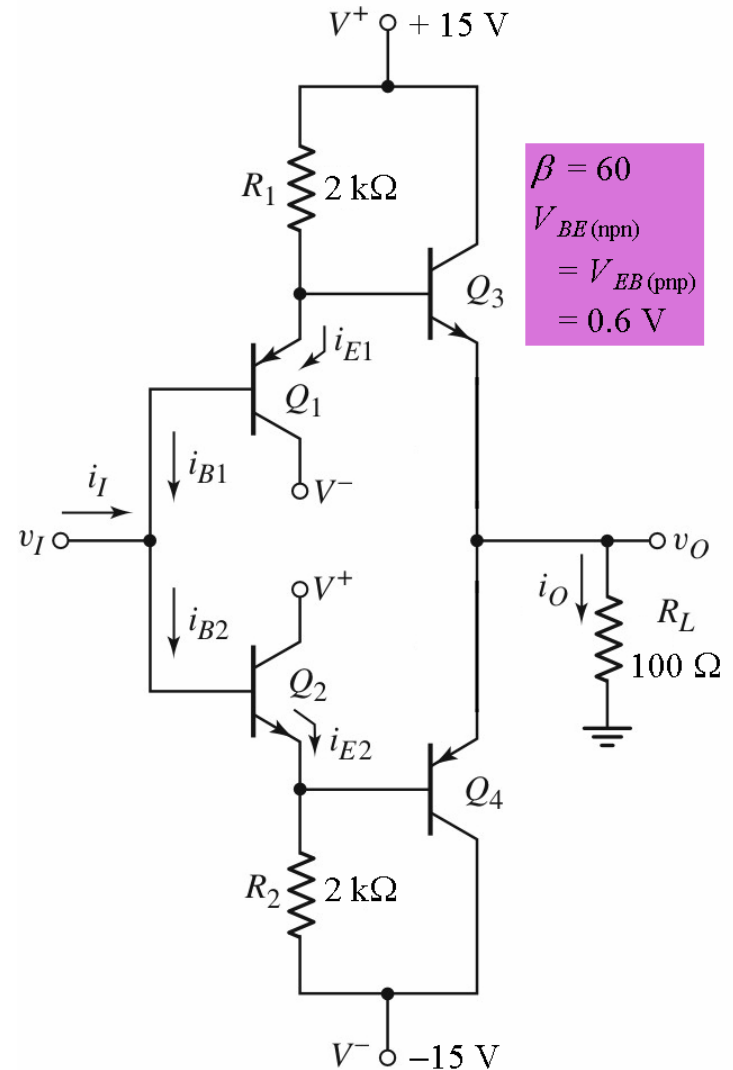 V⁺ + 15 V
R₁ 2 kΩ
β = 60
V_BE (npn)
= V_EB (pnp)
= 0.6 V
Q₃
i_E1
Q₁
i_B1
V⁻
i_I
v_I
v_O
V⁺
i_O
i_B2
R_L
100 Ω
Q₂
i_E2
Q₄
R₂ 2 kΩ
V⁻ −15 V